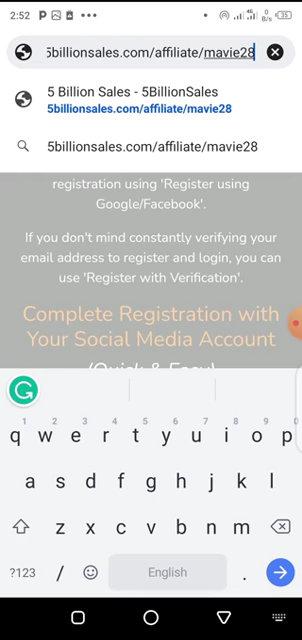 2:52
5billionsales.com/affiliate/mavie28
5 Billion Sales - 5BillionSales
5billionsales.com/affiliate/mavie28
5billionsales.com/affiliate/mavie28
registration using 'Register using
Google/Facebook'.
If you don't mind constantly verifying your
email address to register and login, you can
use 'Register with Verification'.
Complete Registration with
Your Social Media Account
(Quick & Easy)
1 2 3 4 5 6 7 8 9 0
q w e r t y u i o p
a s d f g h j k l
z x c v b n m
?123 / English .